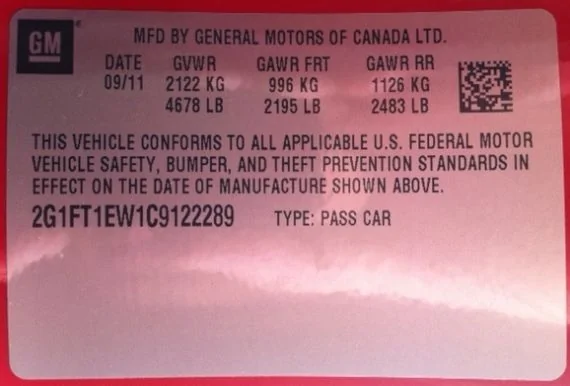 GM
MFD BY GENERAL MOTORS OF CANADA LTD.
DATE GVWR GAWR FRT GAWR RR
09/11 2122 KG 996 KG 1126 KG
4678 LB 2195 LB 2483 LB
THIS VEHICLE CONFORMS TO ALL APPLICABLE U.S. FEDERAL MOTOR
VEHICLE SAFETY, BUMPER, AND THEFT PREVENTION STANDARDS IN
EFFECT ON THE DATE OF MANUFACTURE SHOWN ABOVE.
2G1FT1EW1C9122289 TYPE: PASS CAR